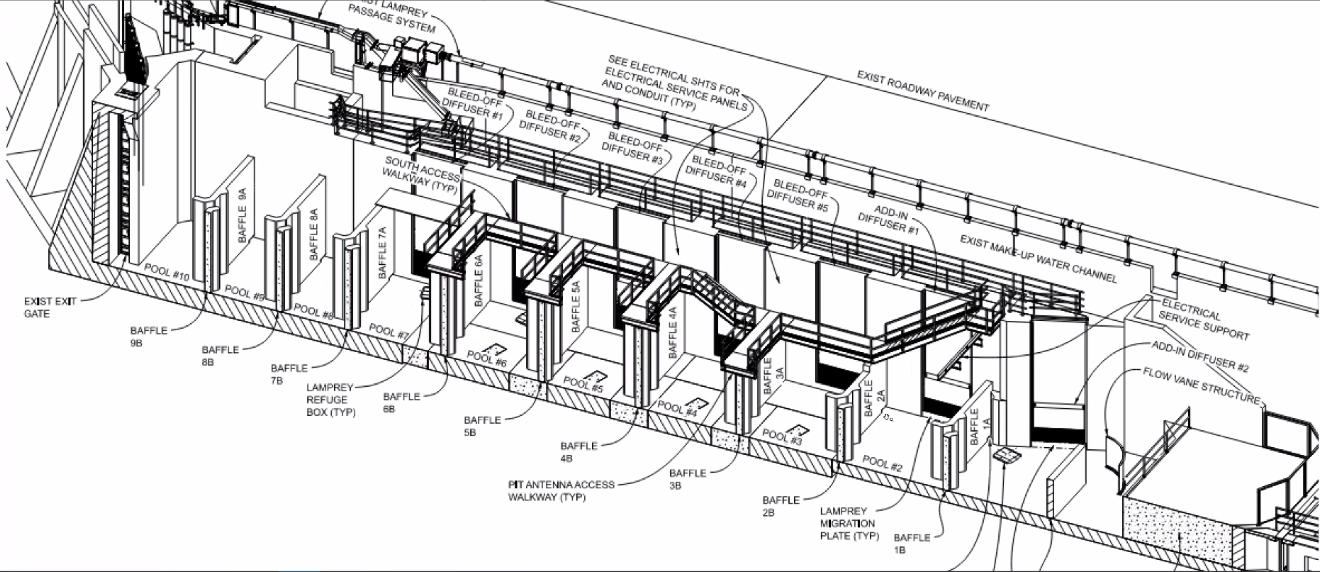 LAMPREY
PASSAGE SYSTEM
SEE ELECTRICAL SHTS FOR
ELECTRICAL SERVICE PANELS
AND CONDUIT (TYP)
EXIST ROADWAY PAVEMENT
BLEED-OFF
DIFFUSER #1
BLEED-OFF
DIFFUSER #2
BLEED-OFF
DIFFUSER #3
BLEED-OFF
DIFFUSER #4
BLEED-OFF
DIFFUSER #5
ADD-IN
DIFFUSER #1
EXIST MAKE-UP WATER CHANNEL
SOUTH ACCESS
WALKWAY (TYP)
BAFFLE 9A
BAFFLE 8A
BAFFLE 7A
BAFFLE 6A
BAFFLE 5A
BAFFLE 4A
BAFFLE
3A
BAFFLE
2A
BAFFLE
1A
ELECTRICAL
SERVICE SUPPORT
ADD-IN DIFFUSER #2
FLOW VANE STRUCTURE
POOL #10
POOL #9
POOL #8
POOL #7
POOL #6
POOL #5
POOL #4
POOL #3
POOL #2
EXIST EXIT
GATE
BAFFLE
9B
BAFFLE
8B
BAFFLE
7B
LAMPREY
REFUGE
BOX (TYP)
BAFFLE
6B
BAFFLE
5B
BAFFLE
4B
PIT ANTENNA ACCESS
WALKWAY (TYP)
BAFFLE
3B
BAFFLE
2B
LAMPREY
MIGRATION
PLATE (TYP)
BAFFLE
1B